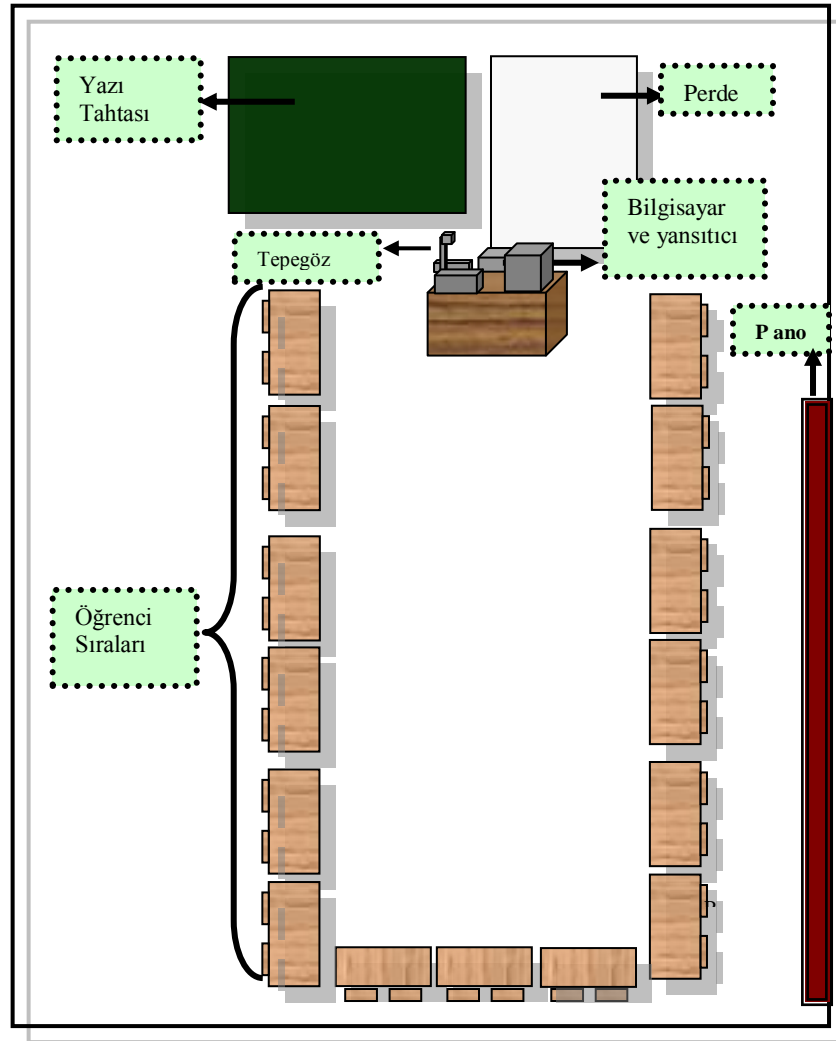 Yazı
Tahtası
Perde
Bilgisayar
ve yansıtıcı
Tepegöz
P ano
Öğrenci
Sıraları